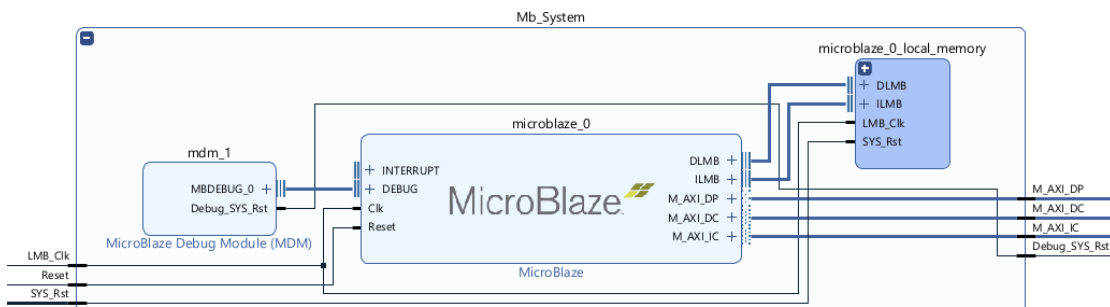 Mb_System
microblaze_0_local_memory
DLMB
ILMB
LMB_Clk
SYS_Rst
microblaze_0
INTERRUPT
DEBUG
Clk
Reset
MicroBlaze
DLMB
ILMB
M_AXI_DP
M_AXI_DC
M_AXI_IC
MicroBlaze
mdm_1
MBDEBUG_0
Debug_SYS_Rst
MicroBlaze Debug Module (MDM)
LMB_Clk
Reset
SYS_Rst
M_AXI_DP
M_AXI_DC
M_AXI_IC
Debug_SYS_Rst